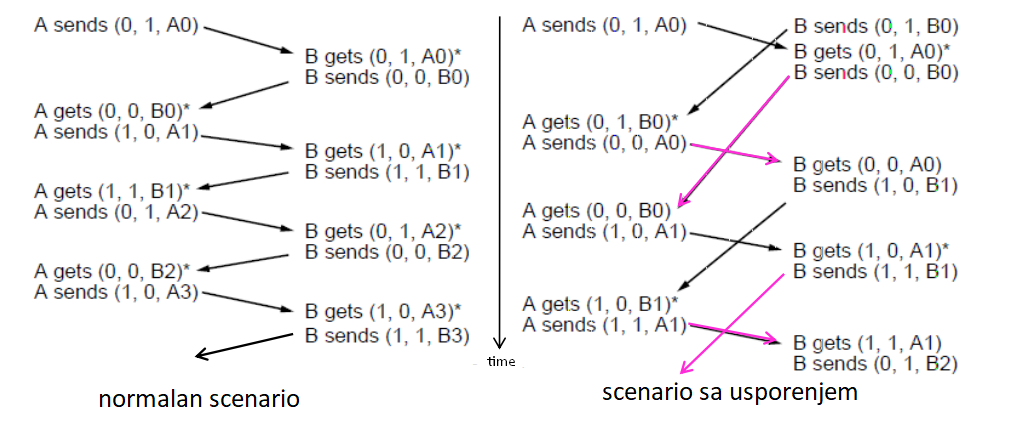 A sends (0, 1, A0)
B gets (0, 1, A0)*
B sends (0, 0, B0)
A gets (0, 0, B0)*
A sends (1, 0, A1)
B gets (1, 0, A1)*
B sends (1, 1, B1)
A gets (1, 1, B1)*
A sends (0, 1, A2)
B gets (0, 1, A2)*
B sends (0, 0, B2)
A gets (0, 0, B2)*
A sends (1, 0, A3)
B gets (1, 0, A3)*
B sends (1, 1, B3)
normalan scenario
time
A sends (0, 1, A0)
B sends (0, 1, B0)
B gets (0, 1, A0)*
B sends (0, 0, B0)
A gets (0, 1, B0)*
A sends (0, 0, A0)
B gets (0, 0, A0)
B sends (1, 0, B1)
A gets (0, 0, B0)
A sends (1, 0, A1)
B gets (1, 0, A1)*
B sends (1, 1, B1)
A gets (1, 0, B1)*
A sends (1, 1, A1)
B gets (1, 1, A1)
B sends (0, 1, B2)
scenario sa usporenjem